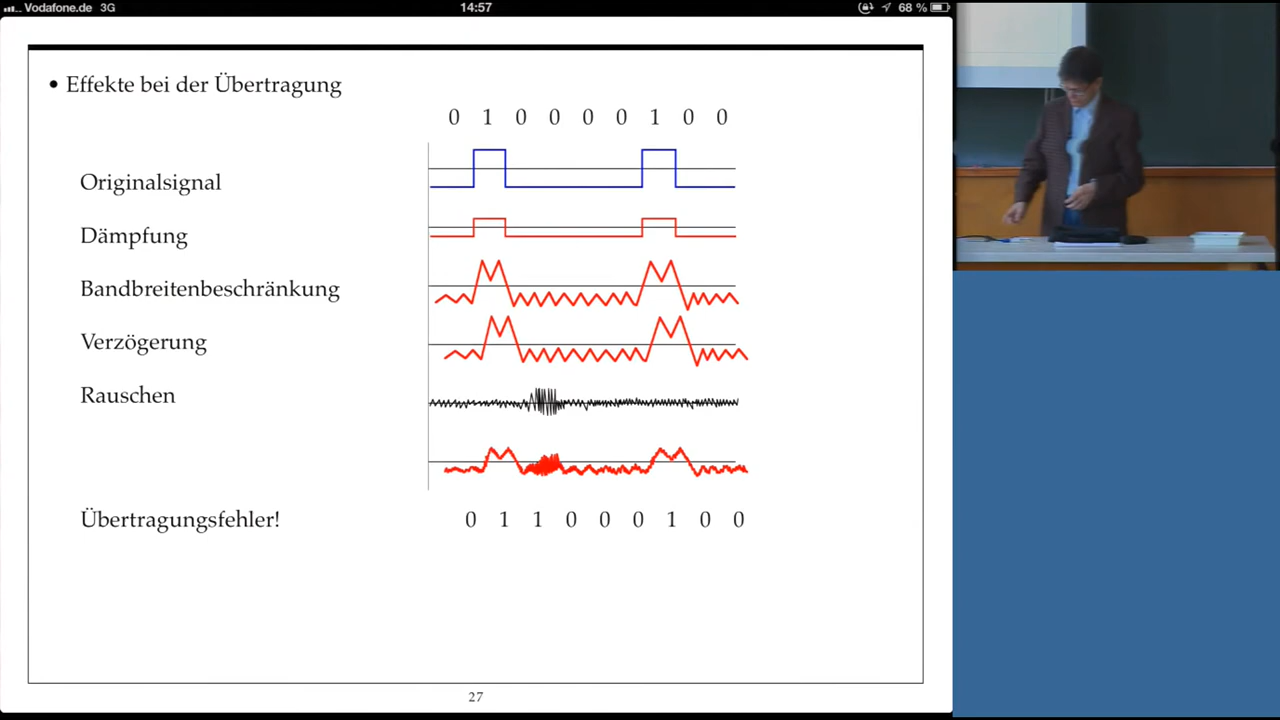 Vodafone.de 3G 14:57 68 %
• Effekte bei der Übertragung
0 1 0 0 0 0 1 0 0
Originalsignal
Dämpfung
Bandbreitenbeschränkung
Verzögerung
Rauschen
Übertragungsfehler! 0 1 1 0 0 0 1 0 0
27